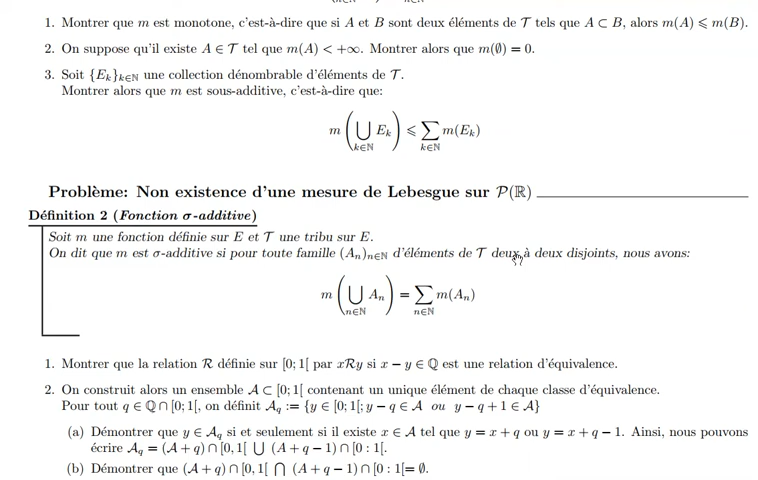 1. Montrer que m est monotone, c'est-à-dire que si A et B sont deux éléments de 𝒯 tels que A ⊂ B, alors m(A) ⩽ m(B).
2. On suppose qu'il existe A ∈ 𝒯 tel que m(A) < +∞. Montrer alors que m(∅) = 0.
3. Soit {E_k}_{k∈ℕ} une collection dénombrable d'éléments de 𝒯.
Montrer alors que m est sous-additive, c'est-à-dire que:
m(⋃_{k∈ℕ} E_k) ⩽ ∑_{k∈ℕ} m(E_k)
Problème: Non existence d'une mesure de Lebesgue sur 𝒫(ℝ)
Définition 2 (Fonction σ-additive)
Soit m une fonction définie sur E et 𝒯 une tribu sur E.
On dit que m est σ-additive si pour toute famille (A_n)_{n∈ℕ} d'éléments de 𝒯 deux à deux disjoints, nous avons:
m(⋃_{n∈ℕ} A_n) = ∑_{n∈ℕ} m(A_n)
1. Montrer que la relation ℛ définie sur [0; 1[ par xℛy si x − y ∈ ℚ est une relation d'équivalence.
2. On construit alors un ensemble 𝒜 ⊂ [0; 1[ contenant un unique élément de chaque classe d'équivalence.
Pour tout q ∈ ℚ ∩ [0; 1[, on définit 𝒜_q := {y ∈ [0; 1[; y − q ∈ 𝒜 ou y − q + 1 ∈ 𝒜}
(a) Démontrer que y ∈ 𝒜_q si et seulement si il existe x ∈ 𝒜 tel que y = x + q ou y = x + q − 1. Ainsi, nous pouvons
écrire 𝒜_q = (𝒜 + q) ∩ [0, 1[ ⋃ (𝒜 + q − 1) ∩ [0 : 1[.
(b) Démontrer que (𝒜 + q) ∩ [0, 1[ ⋂ (𝒜 + q − 1) ∩ [0 : 1[= ∅.